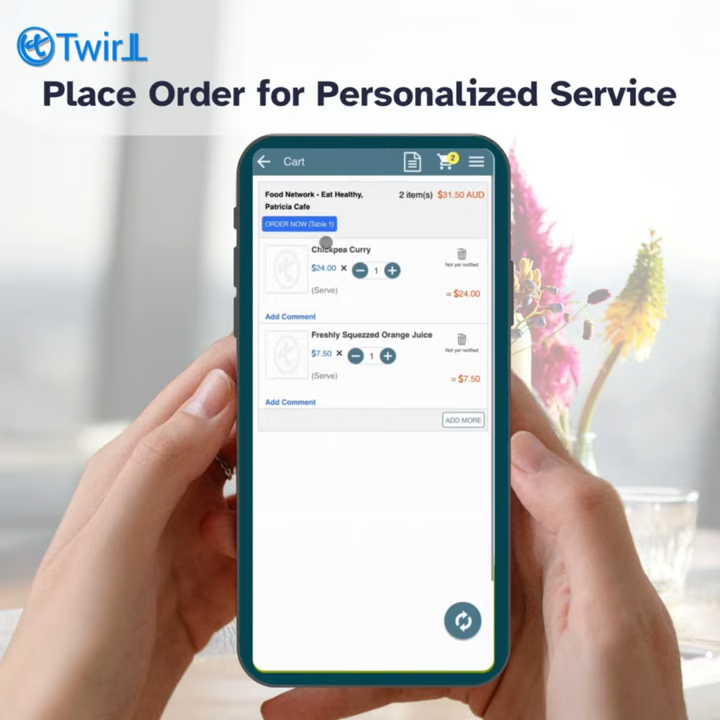 TwirLL
Place Order for Personalized Service
Cart
2
Food Network - Eat Healthy,
Patricia Cafe
2 item(s) $31.50 AUD
ORDER NOW (Table 1)
Chickpea Curry
$24.00 × 1
Not yet notified
(Serve)
= $24.00
Add Comment
Freshly Squezzed Orange Juice
$7.50 × 1
Not yet notified
(Serve)
= $7.50
Add Comment
ADD MORE